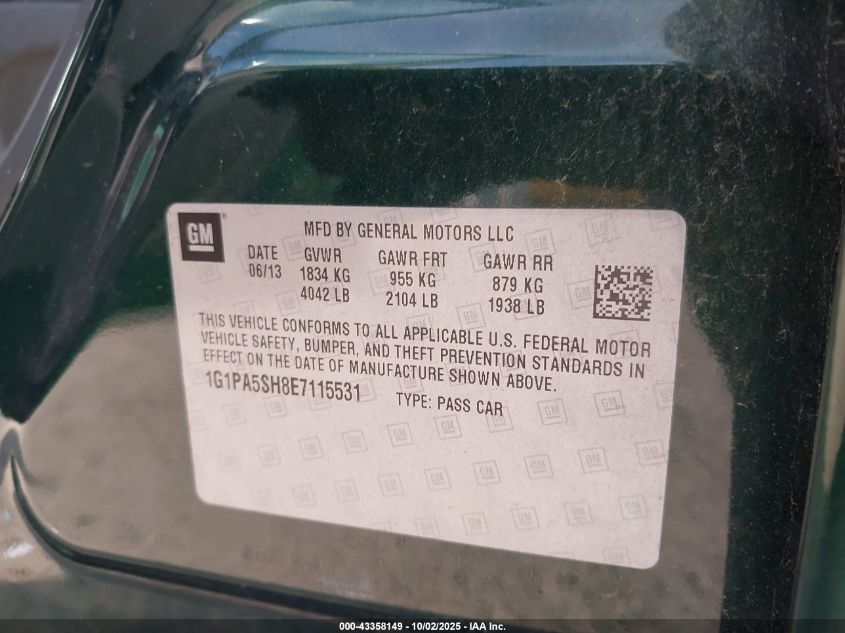 GM
MFD BY GENERAL MOTORS LLC
DATE GVWR GAWR FRT GAWR RR
06/13 1834 KG 955 KG 879 KG
4042 LB 2104 LB 1938 LB
THIS VEHICLE CONFORMS TO ALL APPLICABLE U.S. FEDERAL MOTOR
VEHICLE SAFETY, BUMPER, AND THEFT PREVENTION STANDARDS IN
EFFECT ON THE DATE OF MANUFACTURE SHOWN ABOVE.
1G1PA5SH8E7115531 TYPE: PASS CAR
000-43358149 - 10/02/2025 - IAA Inc.